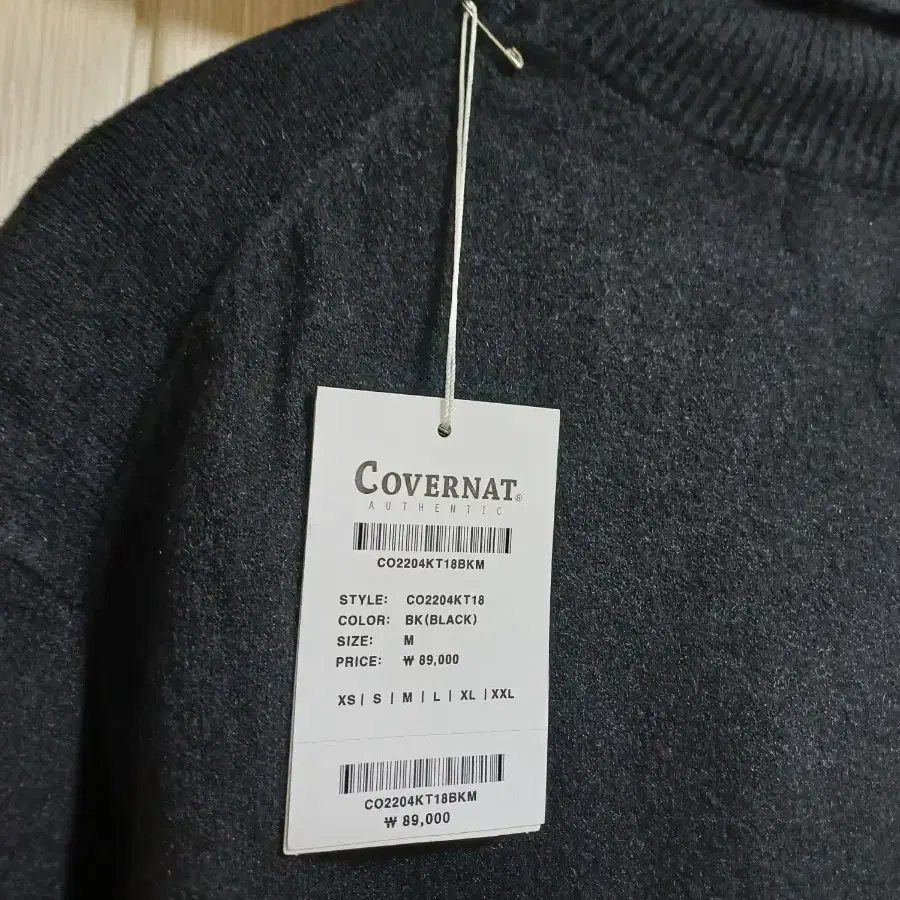 COVERNAT®
AUTHENTIC
CO2204KT18BKM
STYLE: CO2204KT18
COLOR: BK(BLACK)
SIZE: M
PRICE: ₩ 89,000
XS | S | M | L | XL | XXL
CO2204KT18BKM
₩ 89,000